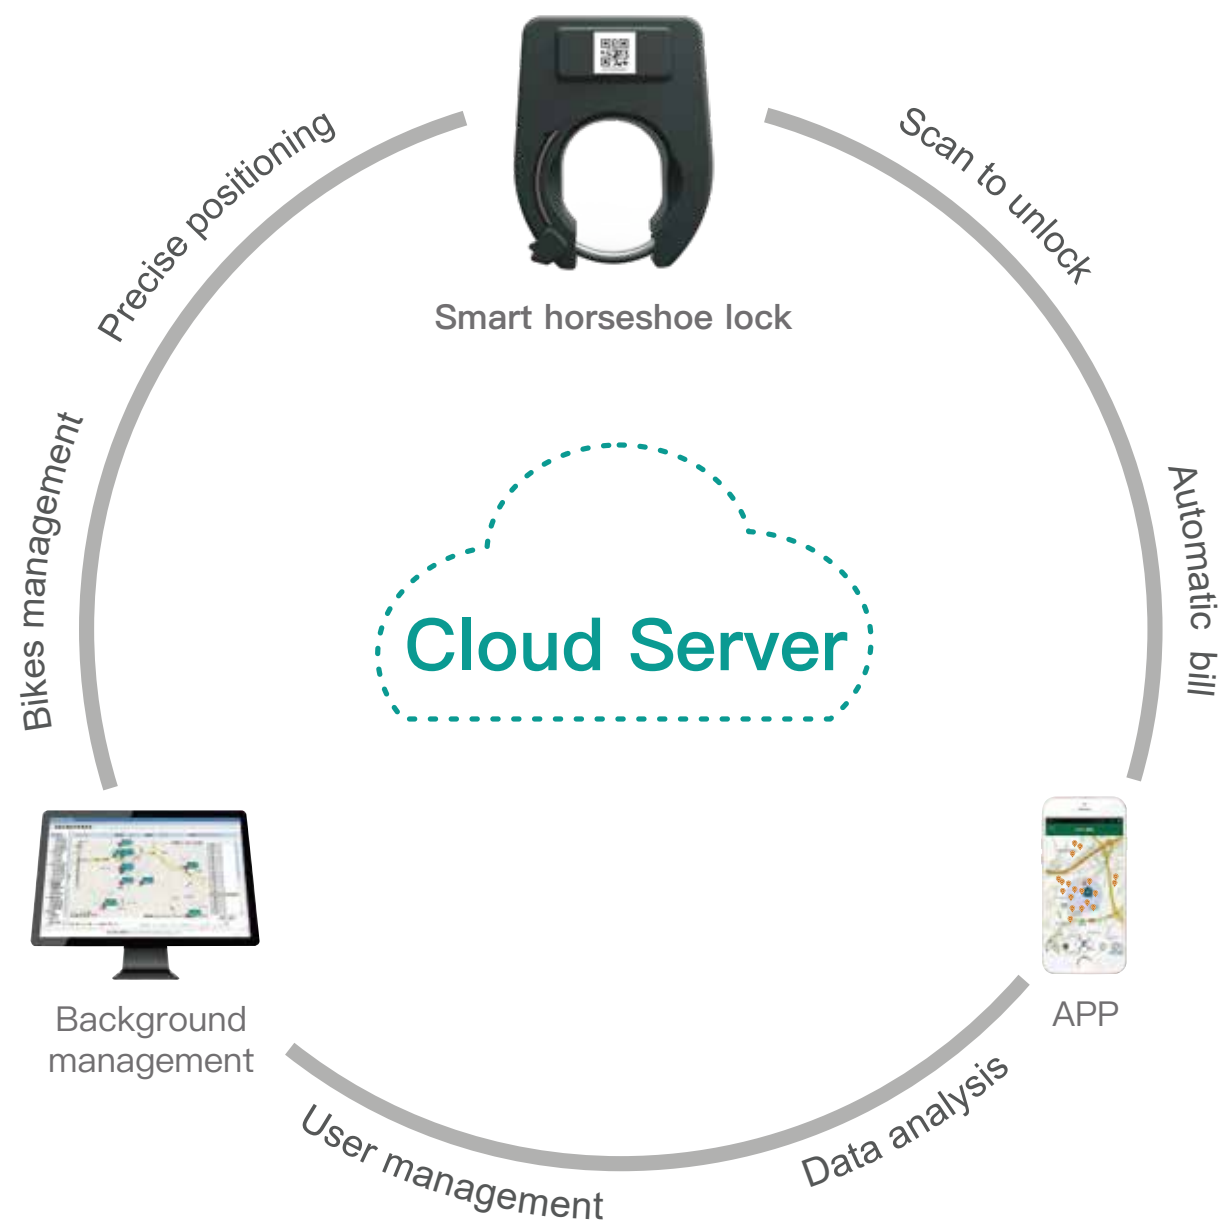 Precise positioning
Scan to unlock
Smart horseshoe lock
Bikes management
Automatic bill
Cloud Server
Background
management
APP
User management
Data analysis